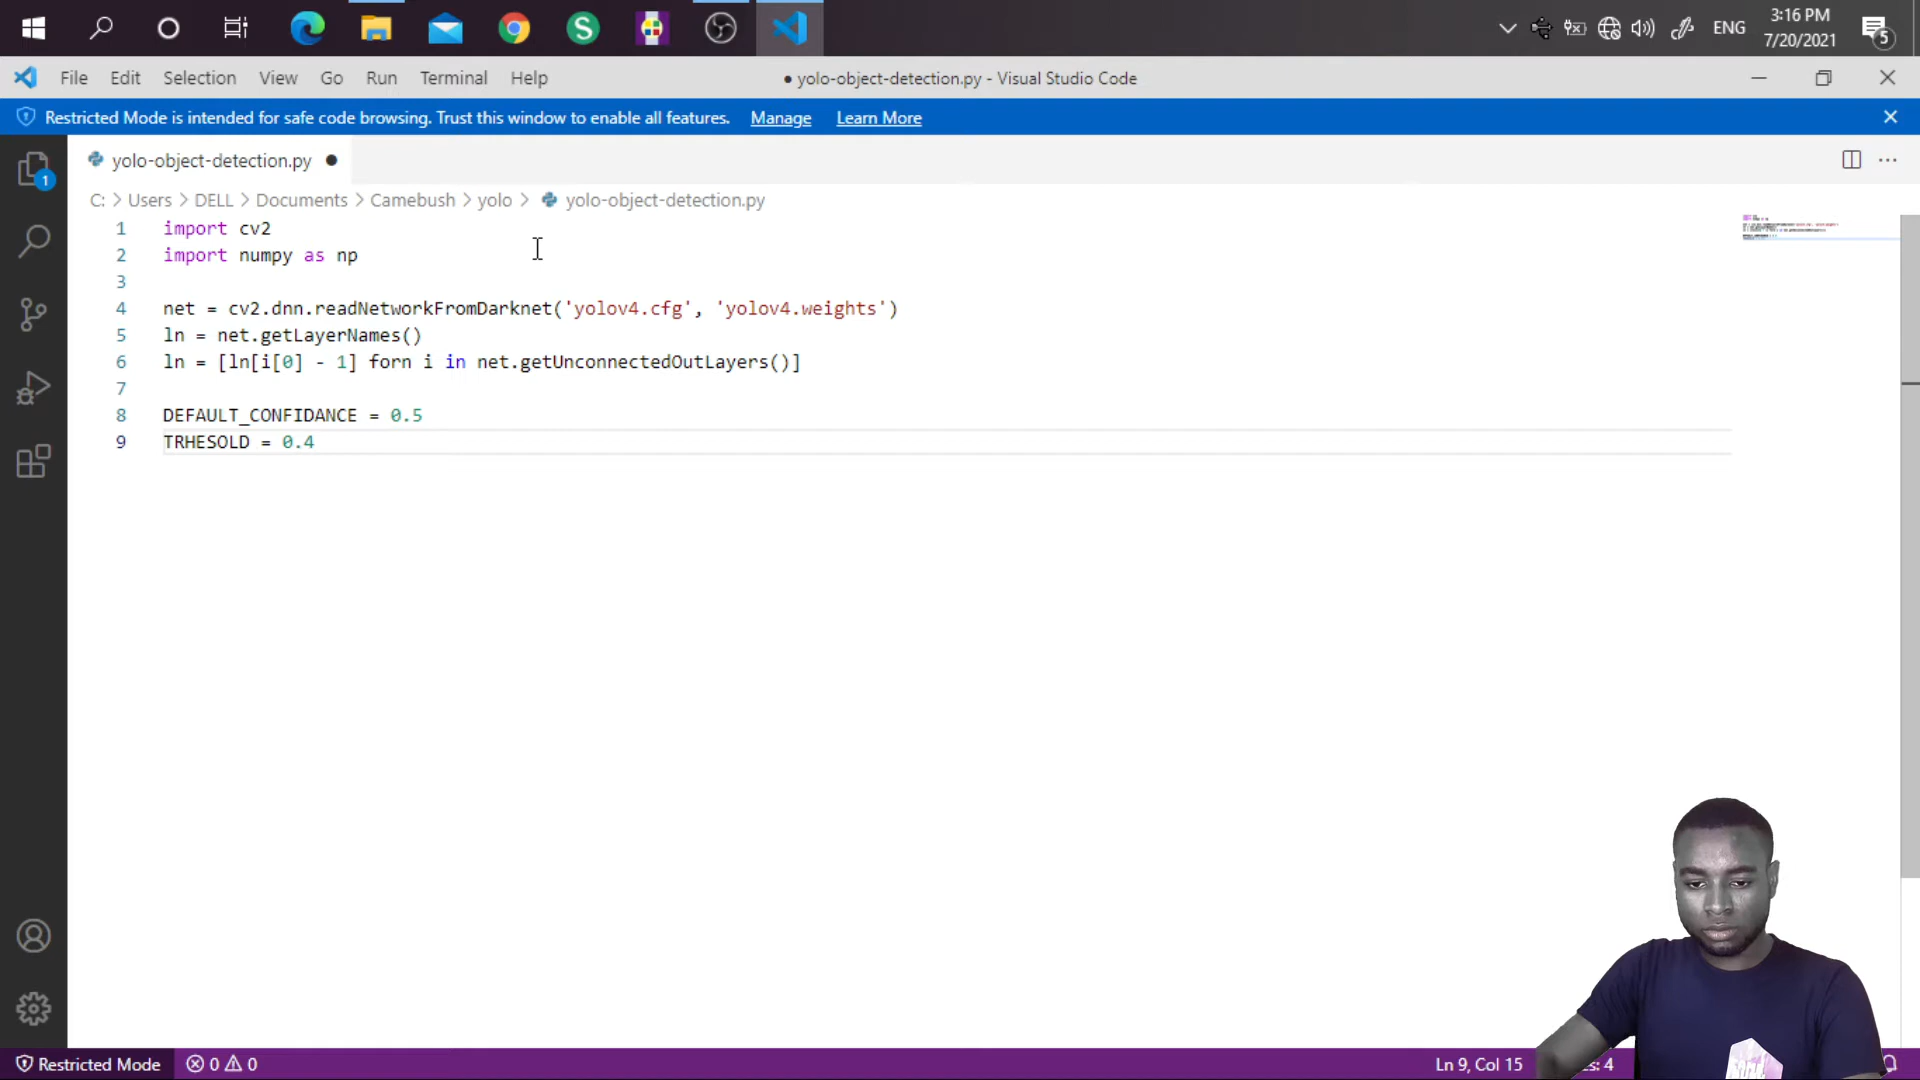 ENG
3:16 PM
7/20/2021
5
File Edit Selection View Go Run Terminal Help
● yolo-object-detection.py - Visual Studio Code
Restricted Mode is intended for safe code browsing. Trust this window to enable all features. Manage Learn More
1
yolo-object-detection.py ●
C: > Users > DELL > Documents > Camebush > yolo > yolo-object-detection.py
1 import cv2
2 import numpy as np
3
4 net = cv2.dnn.readNetworkFromDarknet('yolov4.cfg', 'yolov4.weights')
5 ln = net.getLayerNames()
6 ln = [ln[i[0] - 1] forn i in net.getUnconnectedOutLayers()]
7
8 DEFAULT_CONFIDANCE = 0.5
9 TRHESOLD = 0.4
Restricted Mode 0 0
Ln 9, Col 15
: 4